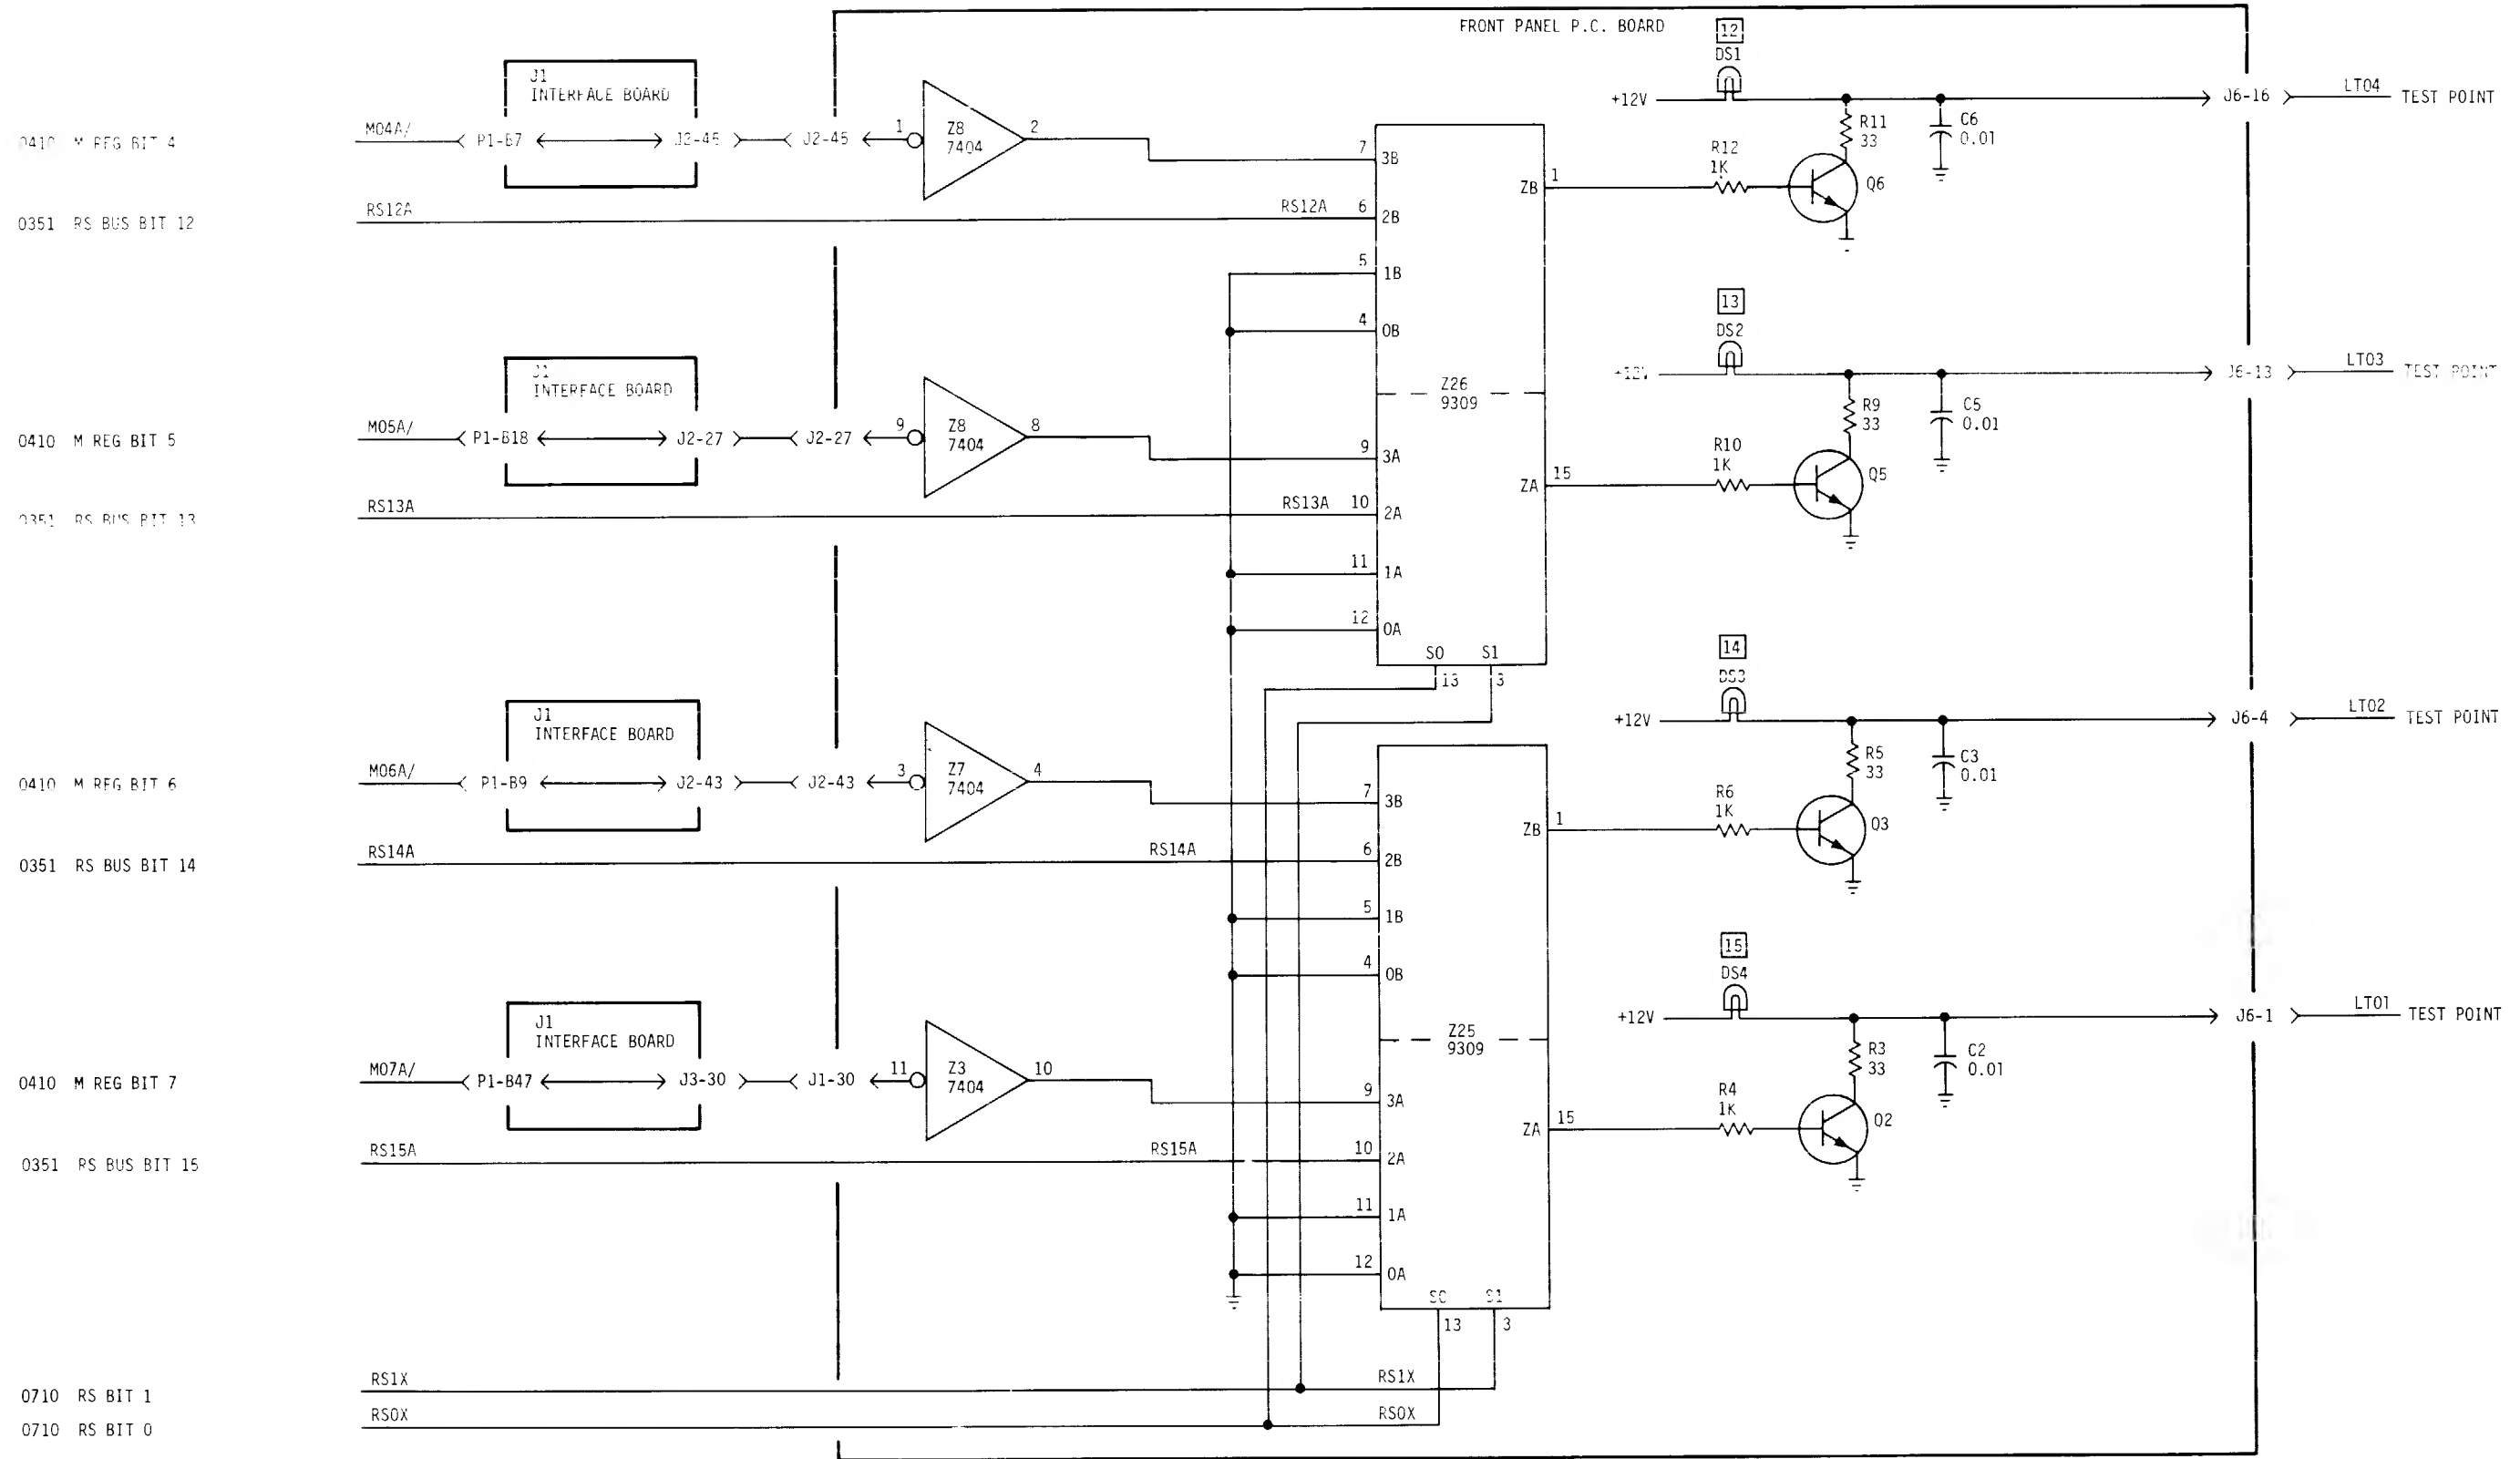 FRONT PANEL P.C. BOARD
12
DS1
+12V
J6-16
LT04
TEST POINT
R11
33
C6
0.01
R12
1K
Q6
J1
INTERFACE BOARD
0410 M REG BIT 4
M04A/
P1-B7
J2-45
1
Z8
7404
2
7
3B
ZB
1
0351 RS BUS BIT 12
RS12A
RS12A
6
2B
5
1B
4
0B
13
DS2
+12V
J6-13
LT03
TEST POINT
R9
33
C5
0.01
R10
1K
Q5
Z26
9309
J1
INTERFACE BOARD
0410 M REG BIT 5
M05A/
P1-B18
J2-27
J2-27
9
Z8
7404
8
9
3A
ZA
15
0351 RS BUS BIT 13
RS13A
RS13A
10
2A
11
1A
12
0A
S0
S1
13
3
14
DS3
+12V
J6-4
LT02
TEST POINT
R5
33
C3
0.01
R6
1K
Q3
J1
INTERFACE BOARD
0410 M REG BIT 6
M06A/
P1-B9
J2-43
J2-43
3
Z7
7404
4
7
3B
ZB
1
0351 RS BUS BIT 14
RS14A
RS14A
6
2B
5
1B
4
0B
15
DS4
+12V
J6-1
LT01
TEST POINT
R3
33
C2
0.01
R4
1K
Q2
Z25
9309
J1
INTERFACE BOARD
0410 M REG BIT 7
M07A/
P1-B47
J3-30
J1-30
11
Z3
7404
10
9
3A
ZA
15
0351 RS BUS BIT 15
RS15A
RS15A
10
2A
11
1A
12
0A
S0
S1
13
3
0710 RS BIT 1
RS1X
RS1X
0710 RS BIT 0
RS0X
RS0X